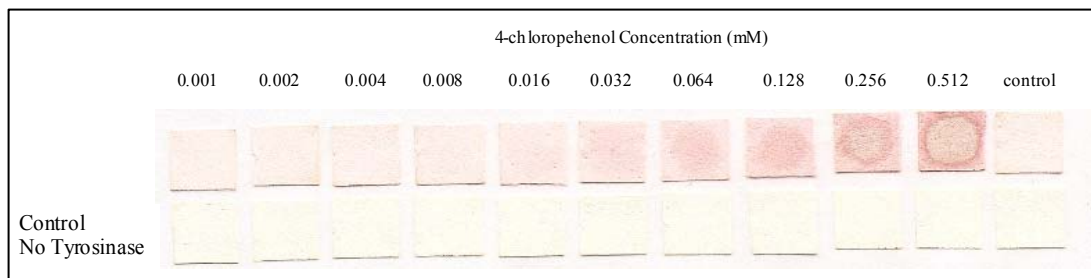 4-chloropehenol Concentration (mM)
0.001 0.002 0.004 0.008 0.016 0.032 0.064 0.128 0.256 0.512 control
Control
No Tyrosinase